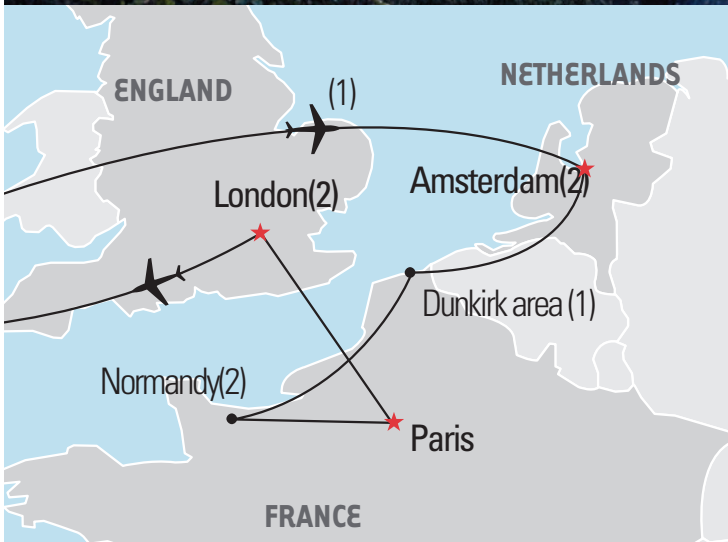 ENGLAND
(1)
NETHERLANDS
London(2)
Amsterdam(2)
Dunkirk area (1)
Normandy(2)
Paris
FRANCE